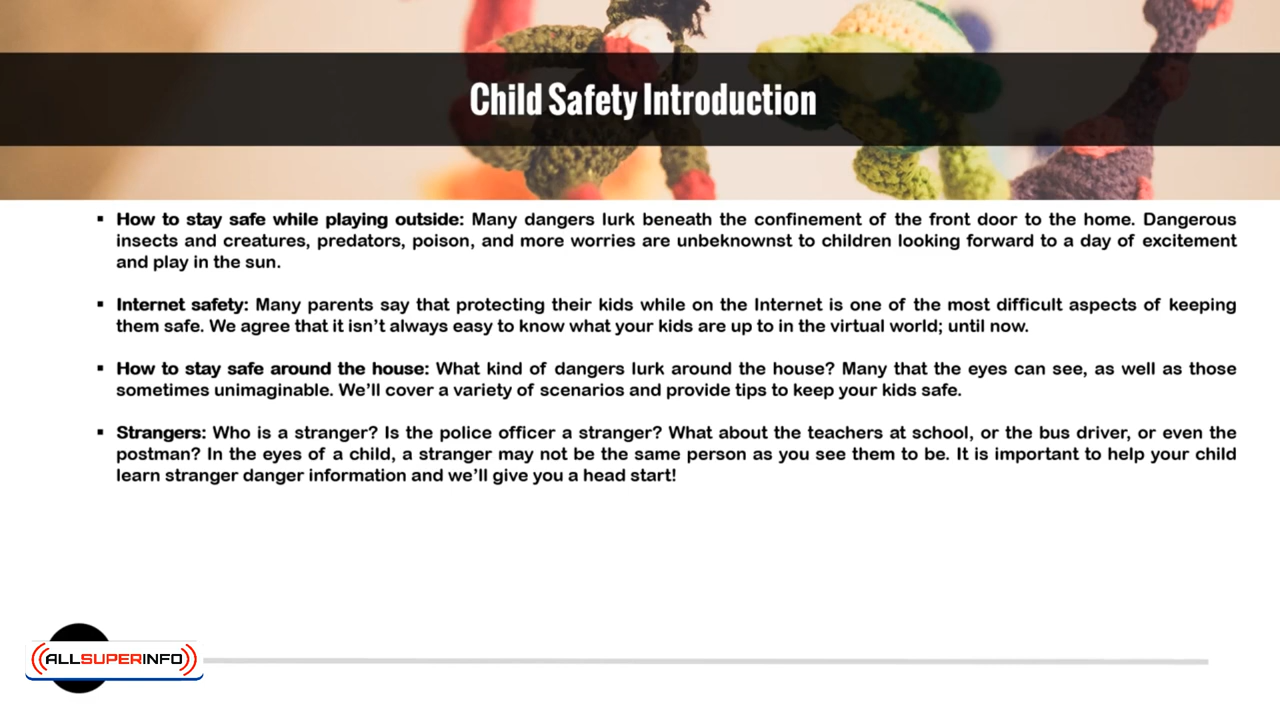 Child Safety Introduction
▪ How to stay safe while playing outside: Many dangers lurk beneath the confinement of the front door to the home. Dangerous
insects and creatures, predators, poison, and more worries are unbeknownst to children looking forward to a day of excitement
and play in the sun.
▪ Internet safety: Many parents say that protecting their kids while on the Internet is one of the most difficult aspects of keeping
them safe. We agree that it isn’t always easy to know what your kids are up to in the virtual world; until now.
▪ How to stay safe around the house: What kind of dangers lurk around the house? Many that the eyes can see, as well as those
sometimes unimaginable. We’ll cover a variety of scenarios and provide tips to keep your kids safe.
▪ Strangers: Who is a stranger? Is the police officer a stranger? What about the teachers at school, or the bus driver, or even the
postman? In the eyes of a child, a stranger may not be the same person as you see them to be. It is important to help your child
learn stranger danger information and we’ll give you a head start!
ALLSUPERINFO